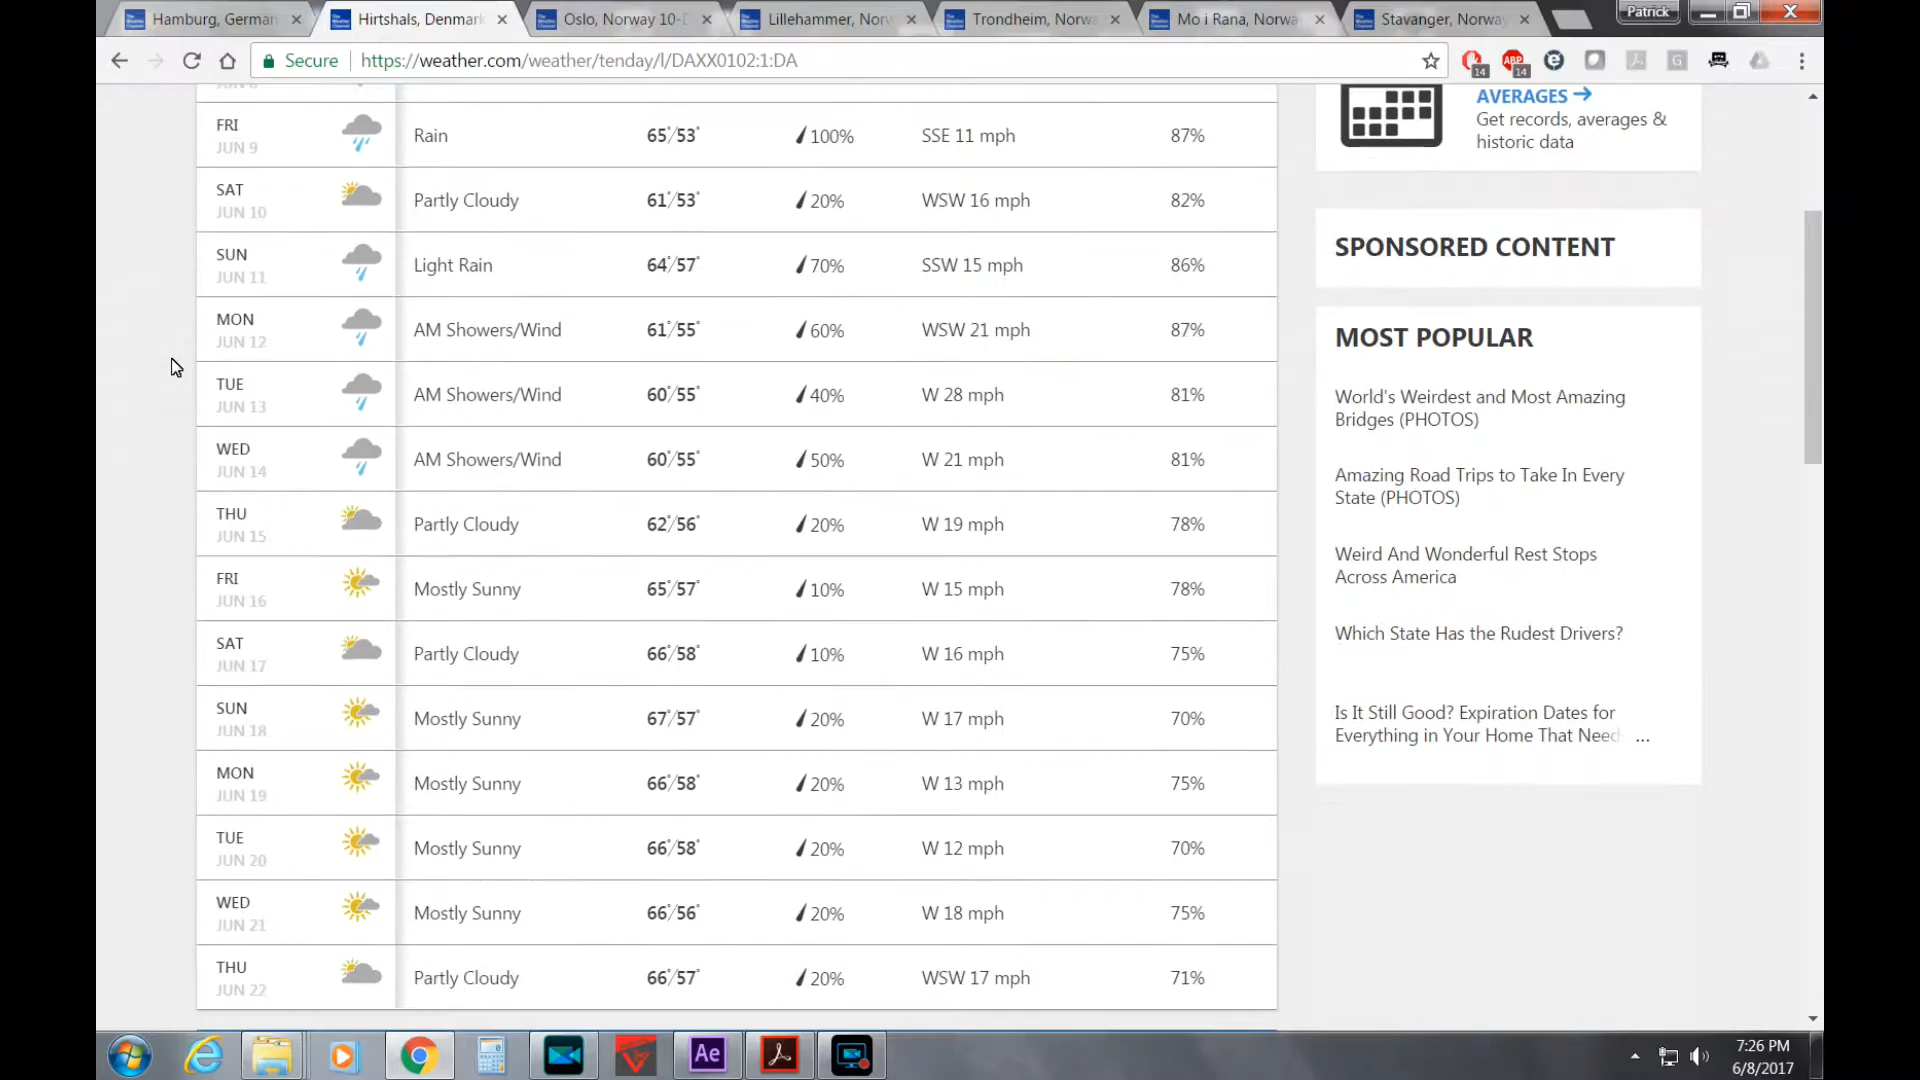 Hamburg, German
Hirtshals, Denmark
Oslo, Norway 10-D
Lillehammer, Norw
Trondheim, Norwa
Mo i Rana, Norwa
Stavanger, Norway
Patrick
Secure
https://weather.com/weather/tenday/l/DAXX0102:1:DA
14
14
FRI
JUN 9
Rain
65°/53°
100%
SSE 11 mph
87%
SAT
JUN 10
Partly Cloudy
61°/53°
20%
WSW 16 mph
82%
SUN
JUN 11
Light Rain
64°/57°
70%
SSW 15 mph
86%
MON
JUN 12
AM Showers/Wind
61°/55°
60%
WSW 21 mph
87%
TUE
JUN 13
AM Showers/Wind
60°/55°
40%
W 28 mph
81%
WED
JUN 14
AM Showers/Wind
60°/55°
50%
W 21 mph
81%
THU
JUN 15
Partly Cloudy
62°/56°
20%
W 19 mph
78%
FRI
JUN 16
Mostly Sunny
65°/57°
10%
W 15 mph
78%
SAT
JUN 17
Partly Cloudy
66°/58°
10%
W 16 mph
75%
SUN
JUN 18
Mostly Sunny
67°/57°
20%
W 17 mph
70%
MON
JUN 19
Mostly Sunny
66°/58°
20%
W 13 mph
75%
TUE
JUN 20
Mostly Sunny
66°/58°
20%
W 12 mph
70%
WED
JUN 21
Mostly Sunny
66°/56°
20%
W 18 mph
75%
THU
JUN 22
Partly Cloudy
66°/57°
20%
WSW 17 mph
71%
AVERAGES
Get records, averages &
historic data
SPONSORED CONTENT
MOST POPULAR
World's Weirdest and Most Amazing
Bridges (PHOTOS)
Amazing Road Trips to Take In Every
State (PHOTOS)
Weird And Wonderful Rest Stops
Across America
Which State Has the Rudest Drivers?
Is It Still Good? Expiration Dates for
Everything in Your Home That Need ...
Ae
7:26 PM
6/8/2017